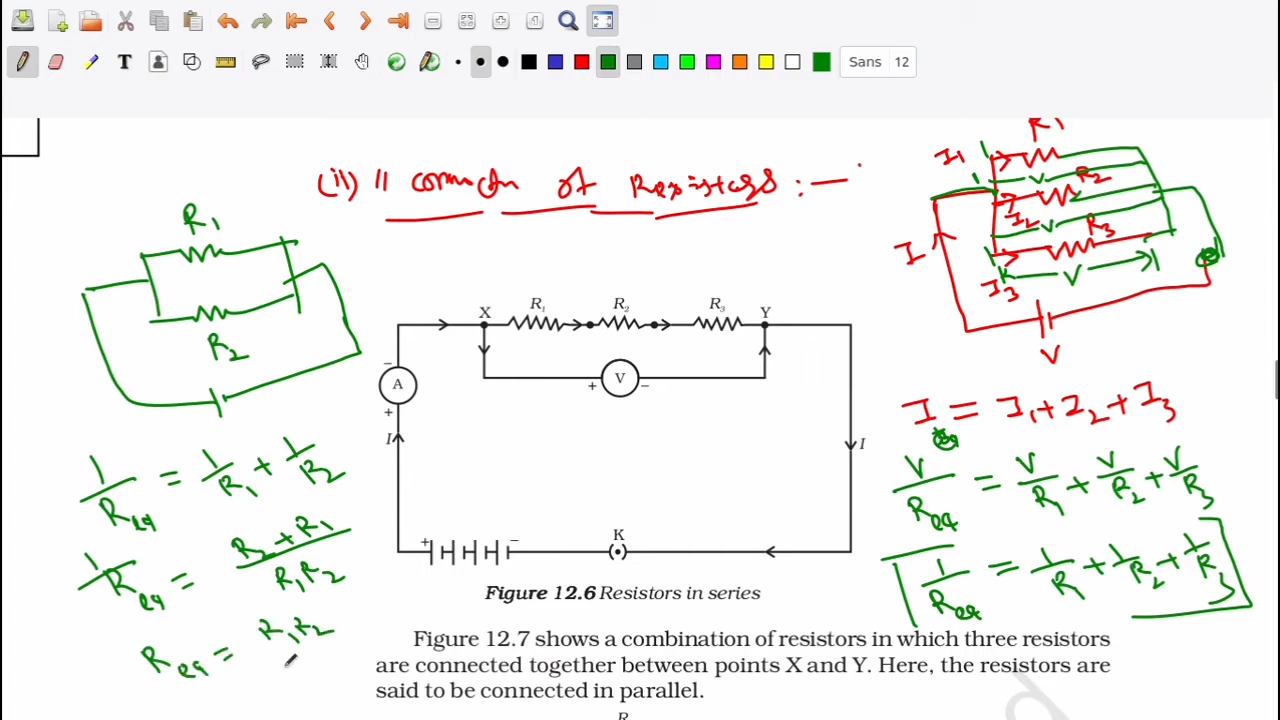 Sans 12
(ii) || connectn of Resistors :—
R1
R2
I1 R1
V R2
I2
V R3
I
V
I3
V
X R1 R2 R3 Y
+ V −
−
A
+
I
I
K
+ −
Figure 12.6 Resistors in series
I = I1 + I2 + I3
V/Req = V/R1 + V/R2 + V/R3
1/Req = 1/R1 + 1/R2 + 1/R3
1/Req = 1/R1 + 1/R2
1/Req = R2 + R1 / R1R2
Req = R1R2
Figure 12.7 shows a combination of resistors in which three resistors
are connected together between points X and Y. Here, the resistors are
said to be connected in parallel.
R